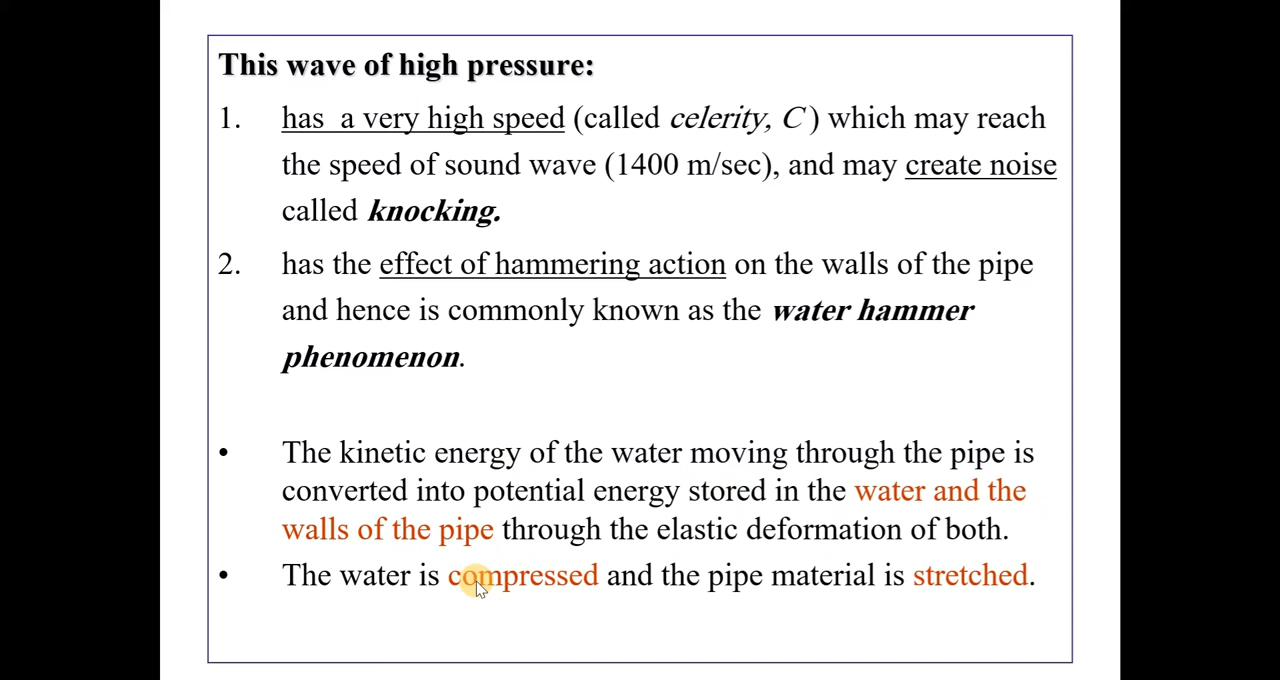 This wave of high pressure:
1. has a very high speed (called celerity, C ) which may reach
the speed of sound wave (1400 m/sec), and may create noise
called knocking.
2. has the effect of hammering action on the walls of the pipe
and hence is commonly known as the water hammer
phenomenon.
• The kinetic energy of the water moving through the pipe is
converted into potential energy stored in the water and the
walls of the pipe through the elastic deformation of both.
• The water is compressed and the pipe material is stretched.